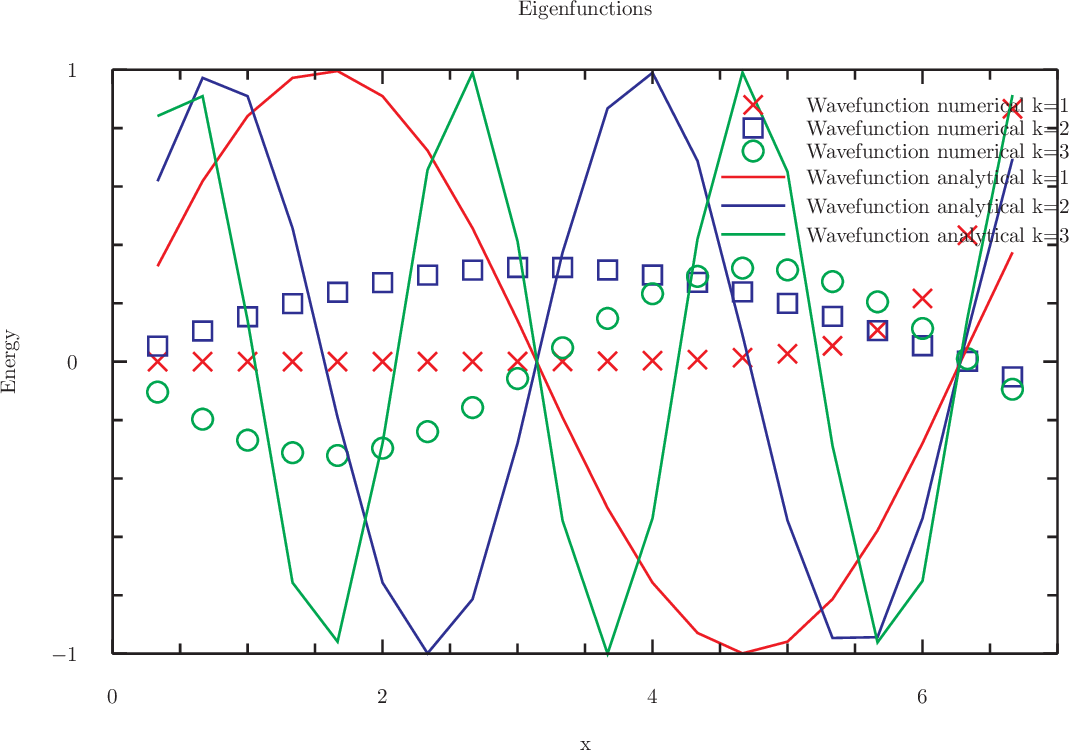 Eigenfunctions
1
Wavefunction numerical k=1
Wavefunction numerical k=2
Wavefunction numerical k=3
Wavefunction analytical k=1
Wavefunction analytical k=2
Wavefunction analytical k=3
Energy
0
−1
0 2 4 6
x